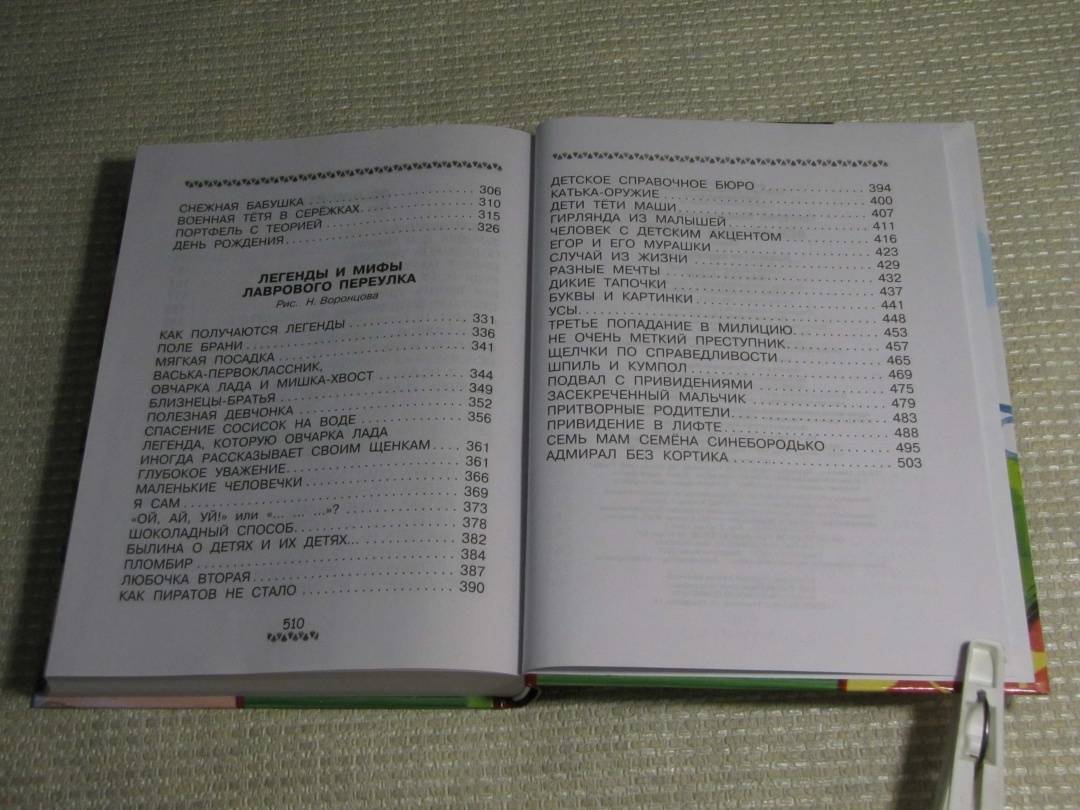 СНЕЖНАЯ БАБУШКА 306
ВОЕННАЯ ТЁТЯ В СЕРЁЖКАХ 310
ПОРТФЕЛЬ С ТЕОРИЕЙ 315
ДЕНЬ РОЖДЕНИЯ 326
ЛЕГЕНДЫ И МИФЫ
ЛАВРОВОГО ПЕРЕУЛКА
Рис. Н. Воронцова
КАК ПОЛУЧАЮТСЯ ЛЕГЕНДЫ 331
ПОЛЕ БРАНИ 336
МЯГКАЯ ПОСАДКА 341
ВАСЬКА-ПЕРВОКЛАССНИК,
ОВЧАРКА ЛАДА И МИШКА-ХВОСТ 344
БЛИЗНЕЦЫ-БРАТЬЯ 349
ПОЛЕЗНАЯ ДЕВЧОНКА 352
СПАСЕНИЕ СОСИСОК НА ВОДЕ 356
ЛЕГЕНДА, КОТОРУЮ ОВЧАРКА ЛАДА
ИНОГДА РАССКАЗЫВАЕТ СВОИМ ЩЕНКАМ 361
ГЛУБОКОЕ УВАЖЕНИЕ 361
МАЛЕНЬКИЕ ЧЕЛОВЕЧКИ 366
Я САМ 369
«ОЙ, АЙ, УЙ!» или «... ... ...»? 373
ШОКОЛАДНЫЙ СПОСОБ 378
БЫЛИНА О ДЕТЯХ И ИХ ДЕТЯХ... 382
ПЛОМБИР 384
ЛЮБОЧКА ВТОРАЯ 387
КАК ПИРАТОВ НЕ СТАЛО 390
510
ДЕТСКОЕ СПРАВОЧНОЕ БЮРО 394
КАТЬКА-ОРУЖИЕ 400
ДЕТИ ТЁТИ МАШИ 407
ГИРЛЯНДА ИЗ МАЛЫШЕЙ 411
ЧЕЛОВЕК С ДЕТСКИМ АКЦЕНТОМ 416
ЕГОР И ЕГО МУРАШКИ 423
СЛУЧАЙ ИЗ ЖИЗНИ 429
РАЗНЫЕ МЕЧТЫ 432
ДИКИЕ ТАПОЧКИ 437
БУКВЫ И КАРТИНКИ 441
УСЫ 448
ТРЕТЬЕ ПОПАДАНИЕ В МИЛИЦИЮ 453
НЕ ОЧЕНЬ МЕТКИЙ ПРЕСТУПНИК 457
ЩЕЛЧКИ ПО СПРАВЕДЛИВОСТИ 465
ШПИЛЬ И КУМПОЛ 469
ПОДВАЛ С ПРИВИДЕНИЯМИ 475
ЗАСЕКРЕЧЕННЫЙ МАЛЬЧИК 479
ПРИТВОРНЫЕ РОДИТЕЛИ 483
ПРИВИДЕНИЕ В ЛИФТЕ 488
СЕМЬ МАМ СЕМЁНА СИНЕБОРОДЬКО 495
АДМИРАЛ БЕЗ КОРТИКА 503